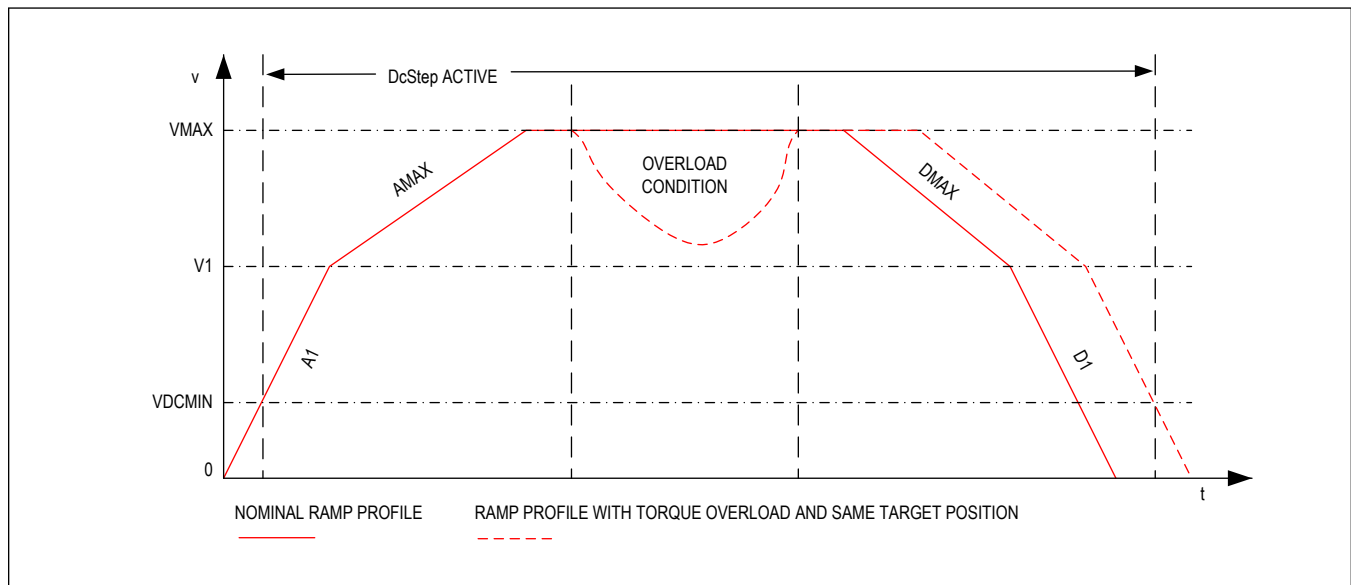 v
DcStep ACTIVE
VMAX
AMAX
OVERLOAD
CONDITION
DMAX
V1
A1
D1
VDCMIN
0
t
NOMINAL RAMP PROFILE
RAMP PROFILE WITH TORQUE OVERLOAD AND SAME TARGET POSITION